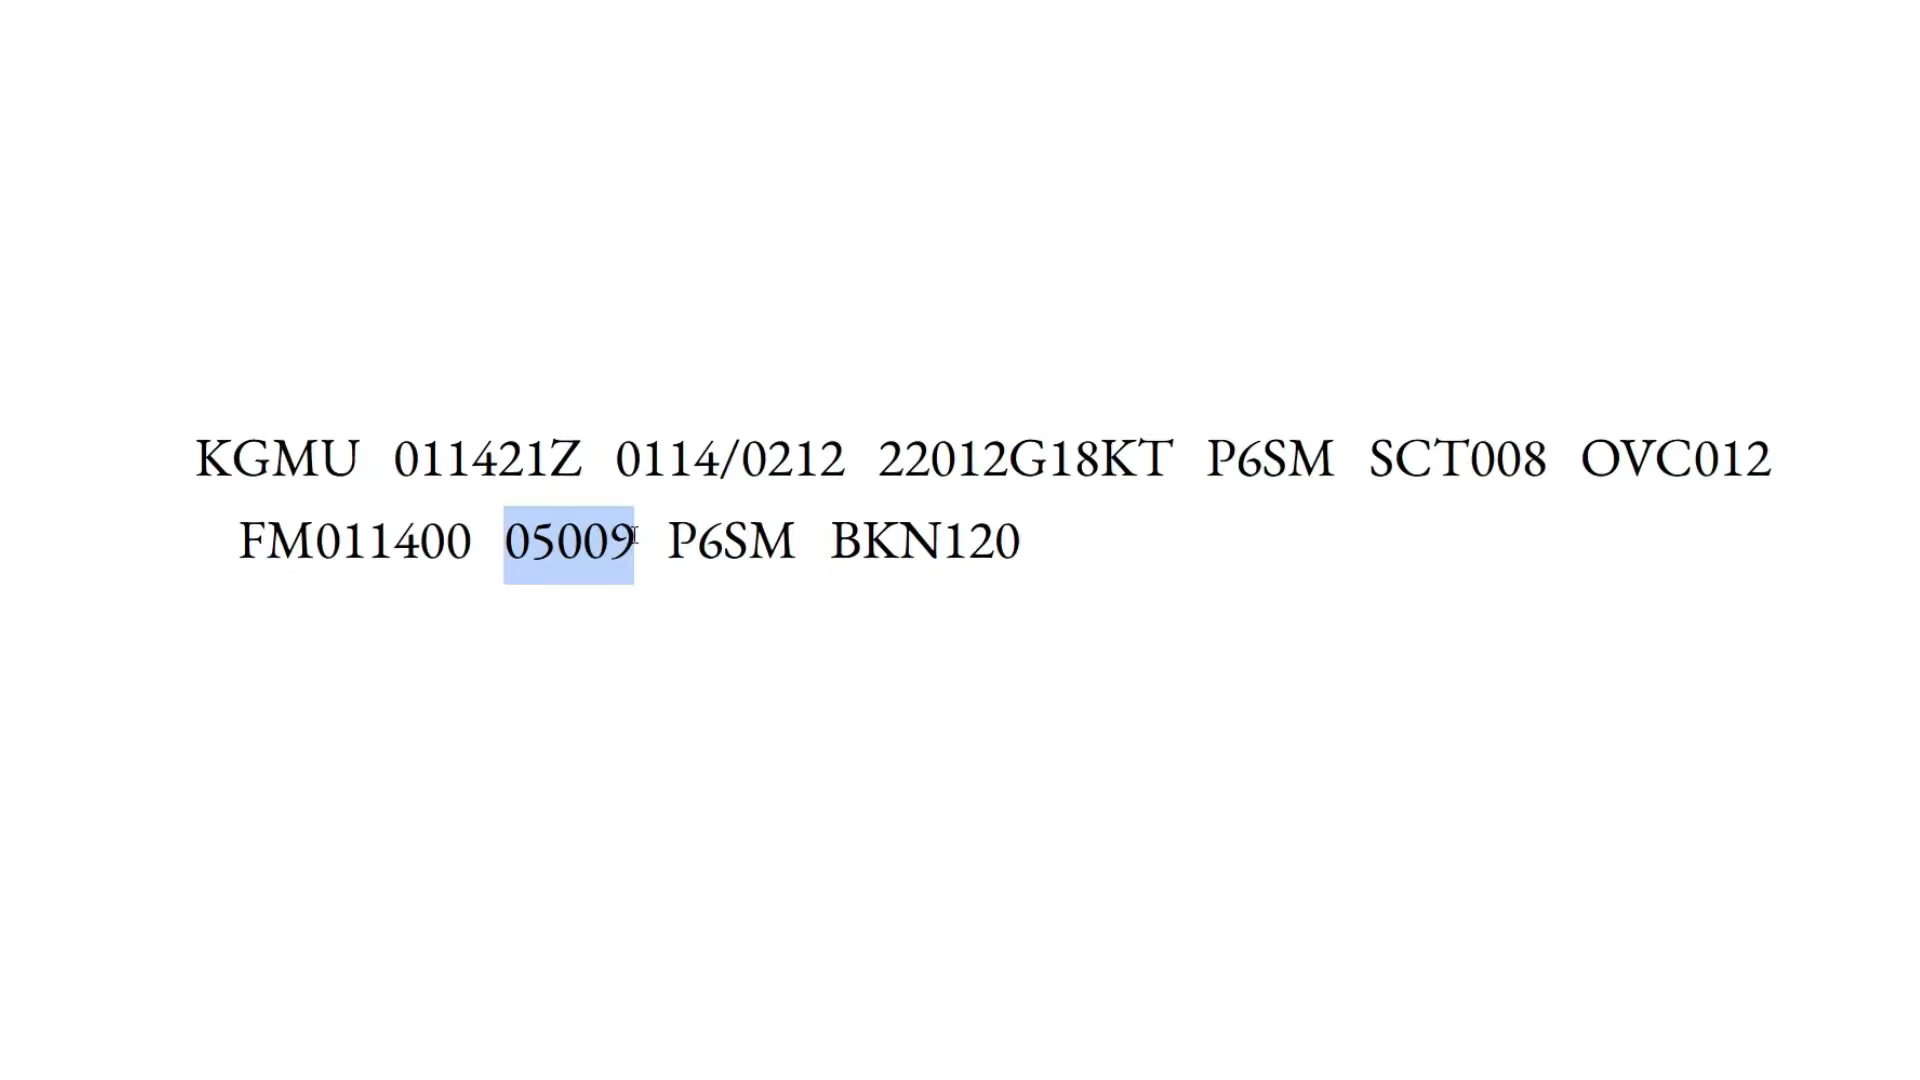 KGMU 011421Z 0114/0212 22012G18KT P6SM SCT008 OVC012
FM011400 05009 P6SM BKN120